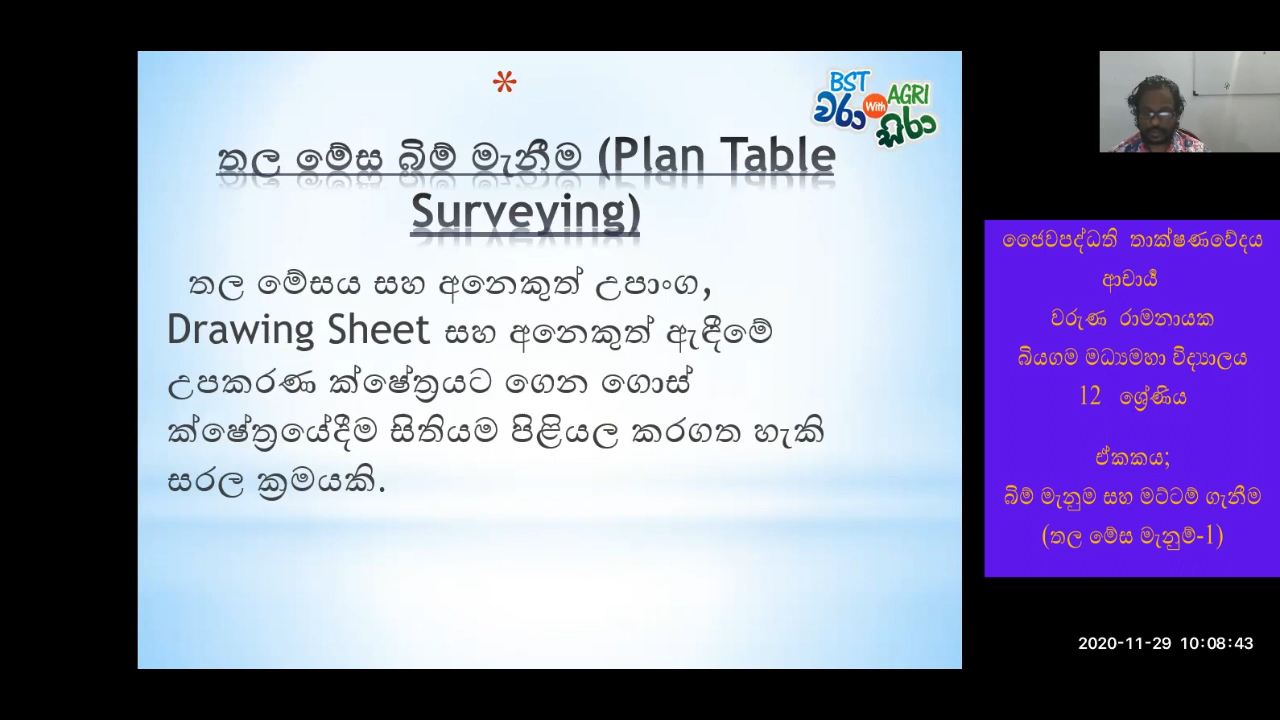 *
BST AGRI
වරා With සිරා
තල මේස බිම් මැනීම (Plan Table
Surveying)
තල මේසය සහ අනෙකුත් උපාංග,
Drawing Sheet සහ අනෙකුත් ඇඳීමේ
උපකරණ ක්ෂේත්‍රයට ගෙන ගොස්
ක්ෂේත්‍රයේදීම සිතියම පිළියල කරගත හැකි
සරල ක්‍රමයකි.
ජෛවපද්ධති තාක්ෂණවේදය
ආචාර්‍ය
වරුණ රාමනායක
බියගම මධ්‍යමහා විද්‍යාලය
12 ශ්‍රේණිය
ඒකකය;
බිම් මැනුම සහ මට්ටම් ගැනීම
(තල මේස මැනුම්-1)
2020-11-29 10:08:43